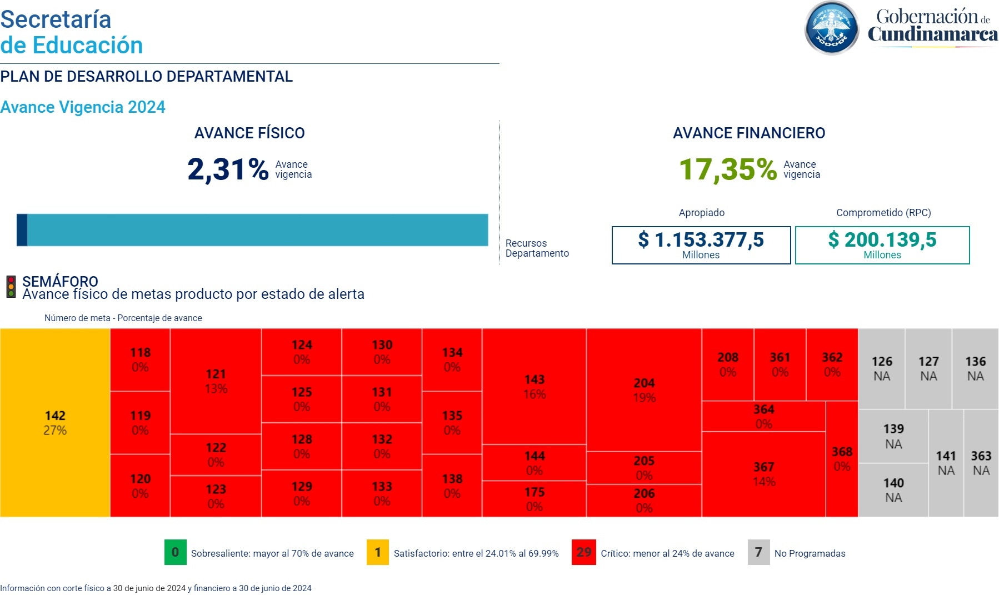 Secretaría
de Educación
Gobernación de
Cundinamarca
PLAN DE DESARROLLO DEPARTAMENTAL
Avance Vigencia 2024
AVANCE FÍSICO
2,31% Avance
vigencia
AVANCE FINANCIERO
17,35% Avance
vigencia
Recursos
Departamento
Apropiado
$ 1.153.377,5
Millones
Comprometido (RPC)
$ 200.139,5
Millones
SEMÁFORO
Avance físico de metas producto por estado de alerta
Número de meta - Porcentaje de avance
142
27%
118
0%
119
0%
120
0%
121
13%
122
0%
123
0%
124
0%
125
0%
128
0%
129
0%
130
0%
131
0%
132
0%
133
0%
134
0%
135
0%
138
0%
143
16%
144
0%
175
0%
204
19%
205
0%
206
0%
208
0%
361
0%
362
0%
364
0%
367
14%
368
0%
126
NA
127
NA
136
NA
139
NA
140
NA
141
NA
363
NA
0 Sobresaliente: mayor al 70% de avance
1 Satisfactorio: entre el 24.01% al 69.99%
29 Crítico: menor al 24% de avance
7 No Programadas
Información con corte físico a 30 de junio de 2024 y financiero a 30 de junio de 2024